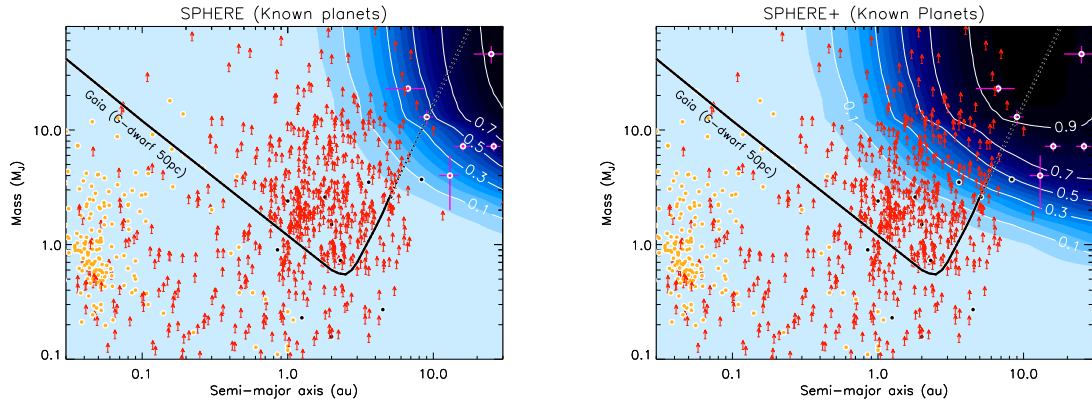 SPHERE (Known planets)
Mass (MJ)
10.0
1.0
0.1
Gaia (G-dwarf 50pc)
0.7
0.5
0.3
0.1
0.1
1.0
10.0
Semi-major axis (au)
SPHERE+ (Known Planets)
Mass (MJ)
10.0
1.0
0.1
Gaia (G-dwarf 50pc)
0.1
0.9
0.7
0.5
0.3
0.1
0.1
1.0
10.0
Semi-major axis (au)